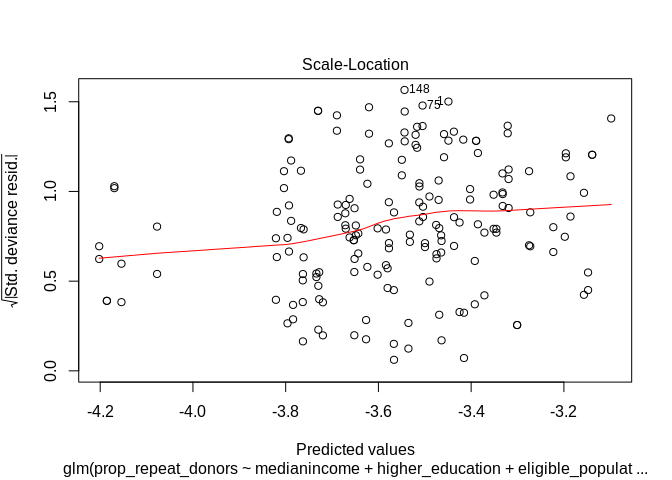 Scale-Location
√|Std. deviance resid.|
0.0 0.5 1.0 1.5
148
75
1
-4.2 -4.0 -3.8 -3.6 -3.4 -3.2
Predicted values
glm(prop_repeat_donors ~ medianincome + higher_education + eligible_populat ...